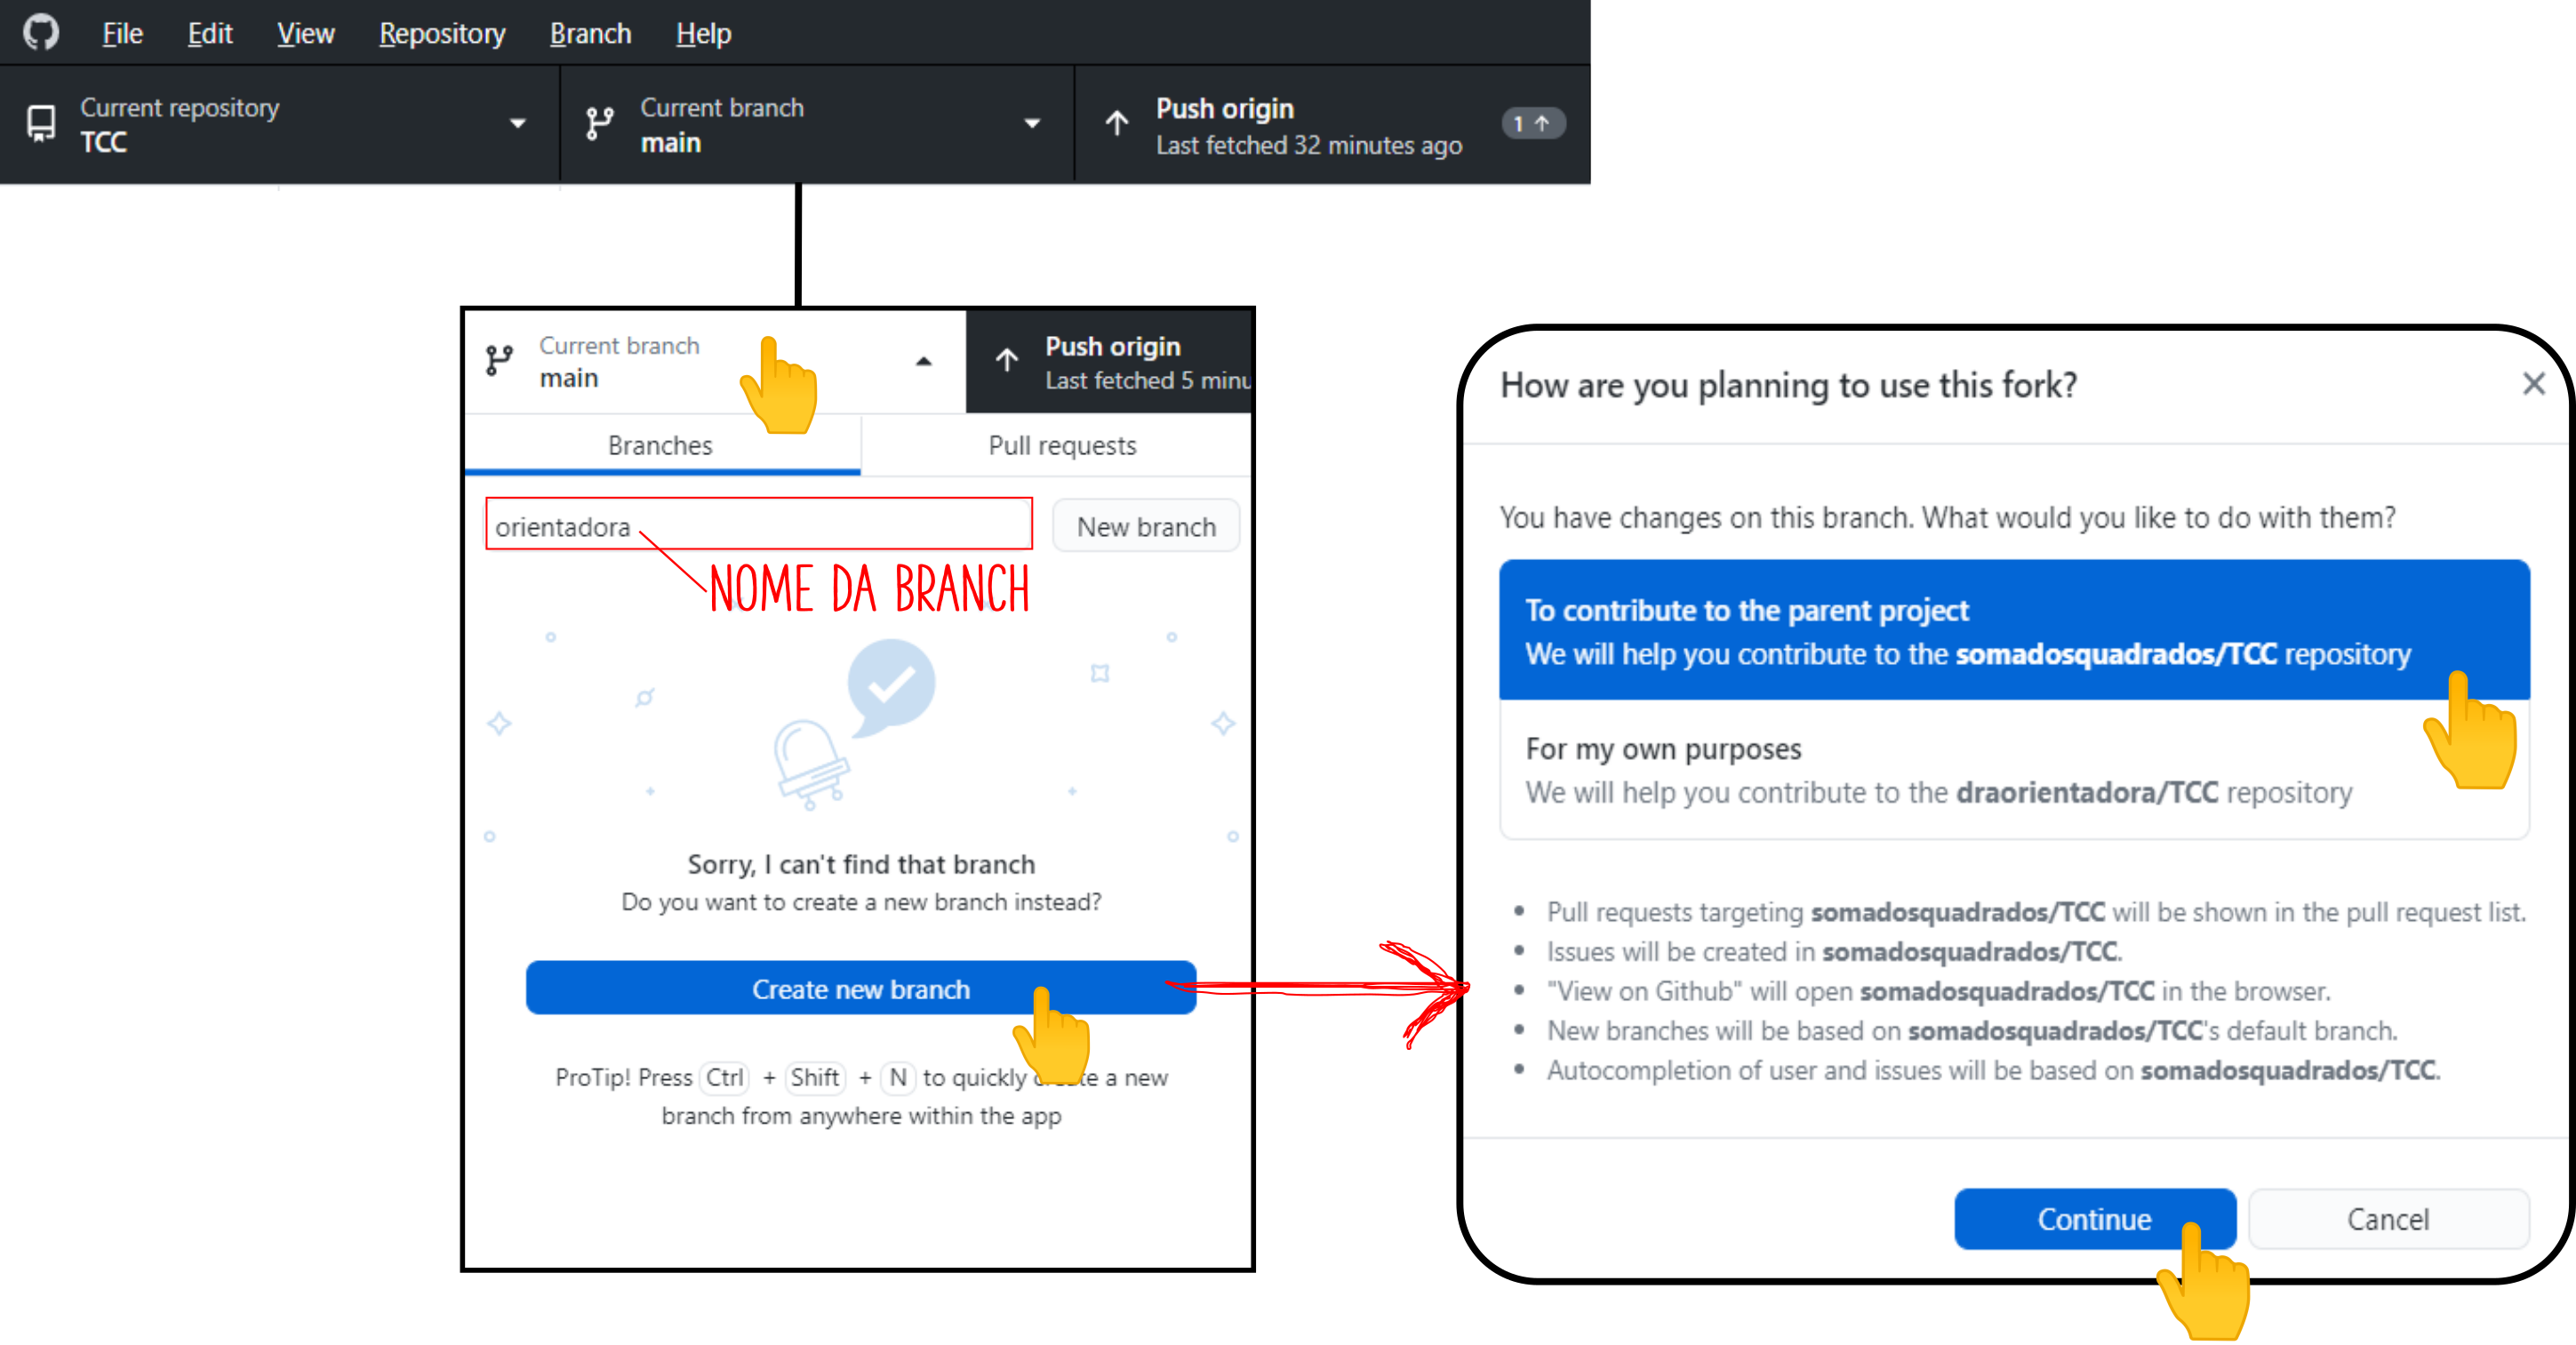 File Edit View Repository Branch Help
Current repository
TCC
Current branch
main
Push origin
Last fetched 32 minutes ago
1
Current branch
main
Push origin
Last fetched 5 minu
Branches
Pull requests
orientadora
New branch
NOME DA BRANCH
Sorry, I can't find that branch
Do you want to create a new branch instead?
Create new branch
ProTip! Press Ctrl + Shift + N to quickly c te a new
branch from anywhere within the app
How are you planning to use this fork?
You have changes on this branch. What would you like to do with them?
To contribute to the parent project
We will help you contribute to the somadosquadrados/TCC repository
For my own purposes
We will help you contribute to the draorientadora/TCC repository
• Pull requests targeting somadosquadrados/TCC will be shown in the pull request list.
• Issues will be created in somadosquadrados/TCC.
• "View on Github" will open somadosquadrados/TCC in the browser.
• New branches will be based on somadosquadrados/TCC's default branch.
• Autocompletion of user and issues will be based on somadosquadrados/TCC.
Continue
Cancel